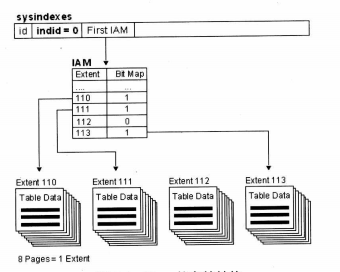 sysindexes
id indid = 0 First IAM
IAM
Extent Bit Map
.... ...
110 1
111 1
112 0
113 1
Extent 110 Extent 111 Extent 112 Extent 113
Table Data Table Data Table Data Table Data
8 Pages = 1 Extent